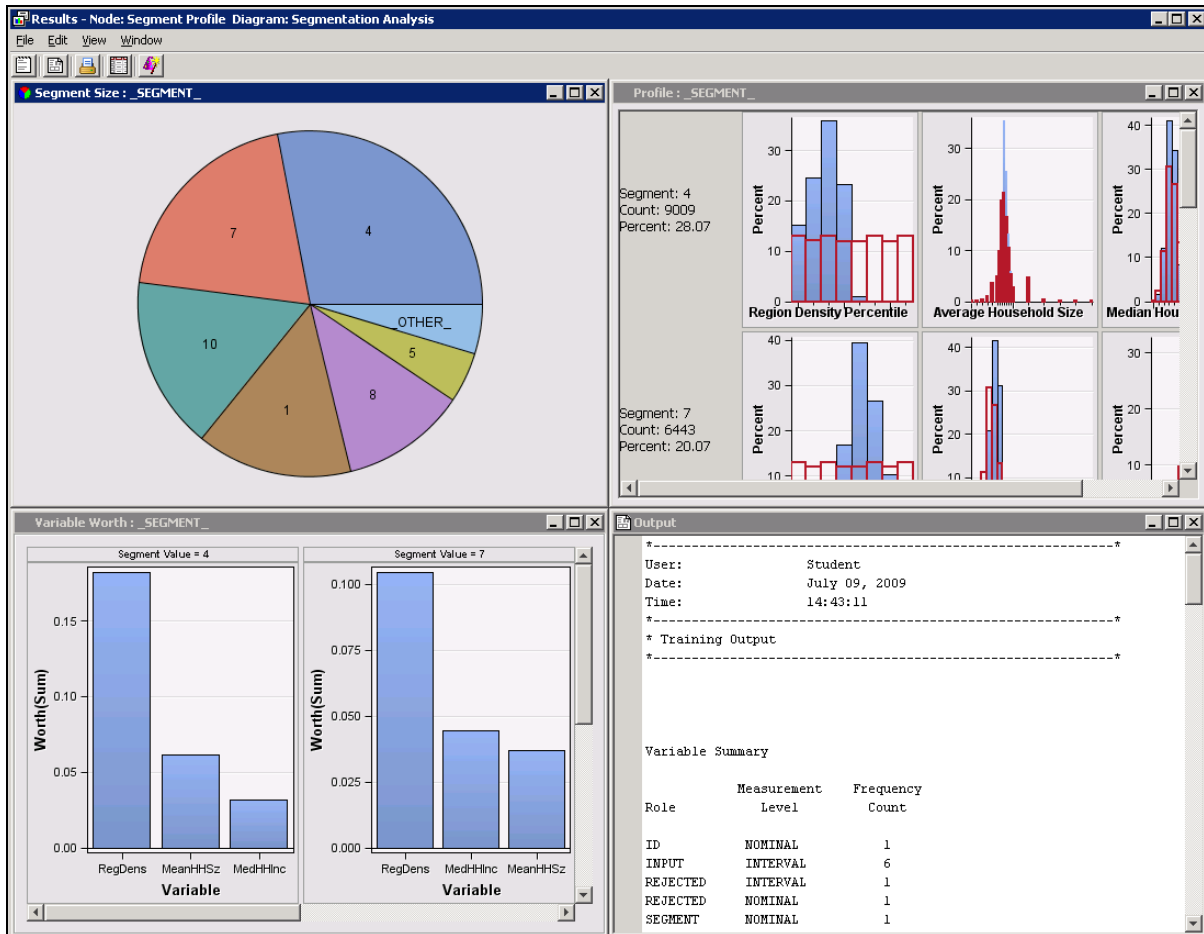 Results - Node: Segment Profile Diagram: Segmentation Analysis
File Edit View Window
Segment Size : _SEGMENT_
4
7
10
1
8
5
_OTHER_
Profile : _SEGMENT_
Segment: 4
Count: 9009
Percent: 28.07
Percent
30
20
10
0
Region Density Percentile
Percent
30
20
10
0
Average Household Size
Percent
40
30
20
10
0
Median Hou
Segment: 7
Count: 6443
Percent: 20.07
Percent
40
30
20
10
Percent
40
30
20
10
Percent
30
20
10
Variable Worth : _SEGMENT_
Segment Value = 4
Worth(Sum)
0.15
0.10
0.05
0.00
RegDens MeanHHSz MedHHInc
Variable
Segment Value = 7
Worth(Sum)
0.100
0.075
0.050
0.025
0.000
RegDens MedHHInc MeanHHSz
Variable
Output
*------------------------------------------------------------*
User: Student
Date: July 09, 2009
Time: 14:43:11
*------------------------------------------------------------*
* Training Output
*------------------------------------------------------------*
Variable Summary
Measurement Frequency
Role Level Count
ID NOMINAL 1
INPUT INTERVAL 6
REJECTED INTERVAL 1
REJECTED NOMINAL 1
SEGMENT NOMINAL 1